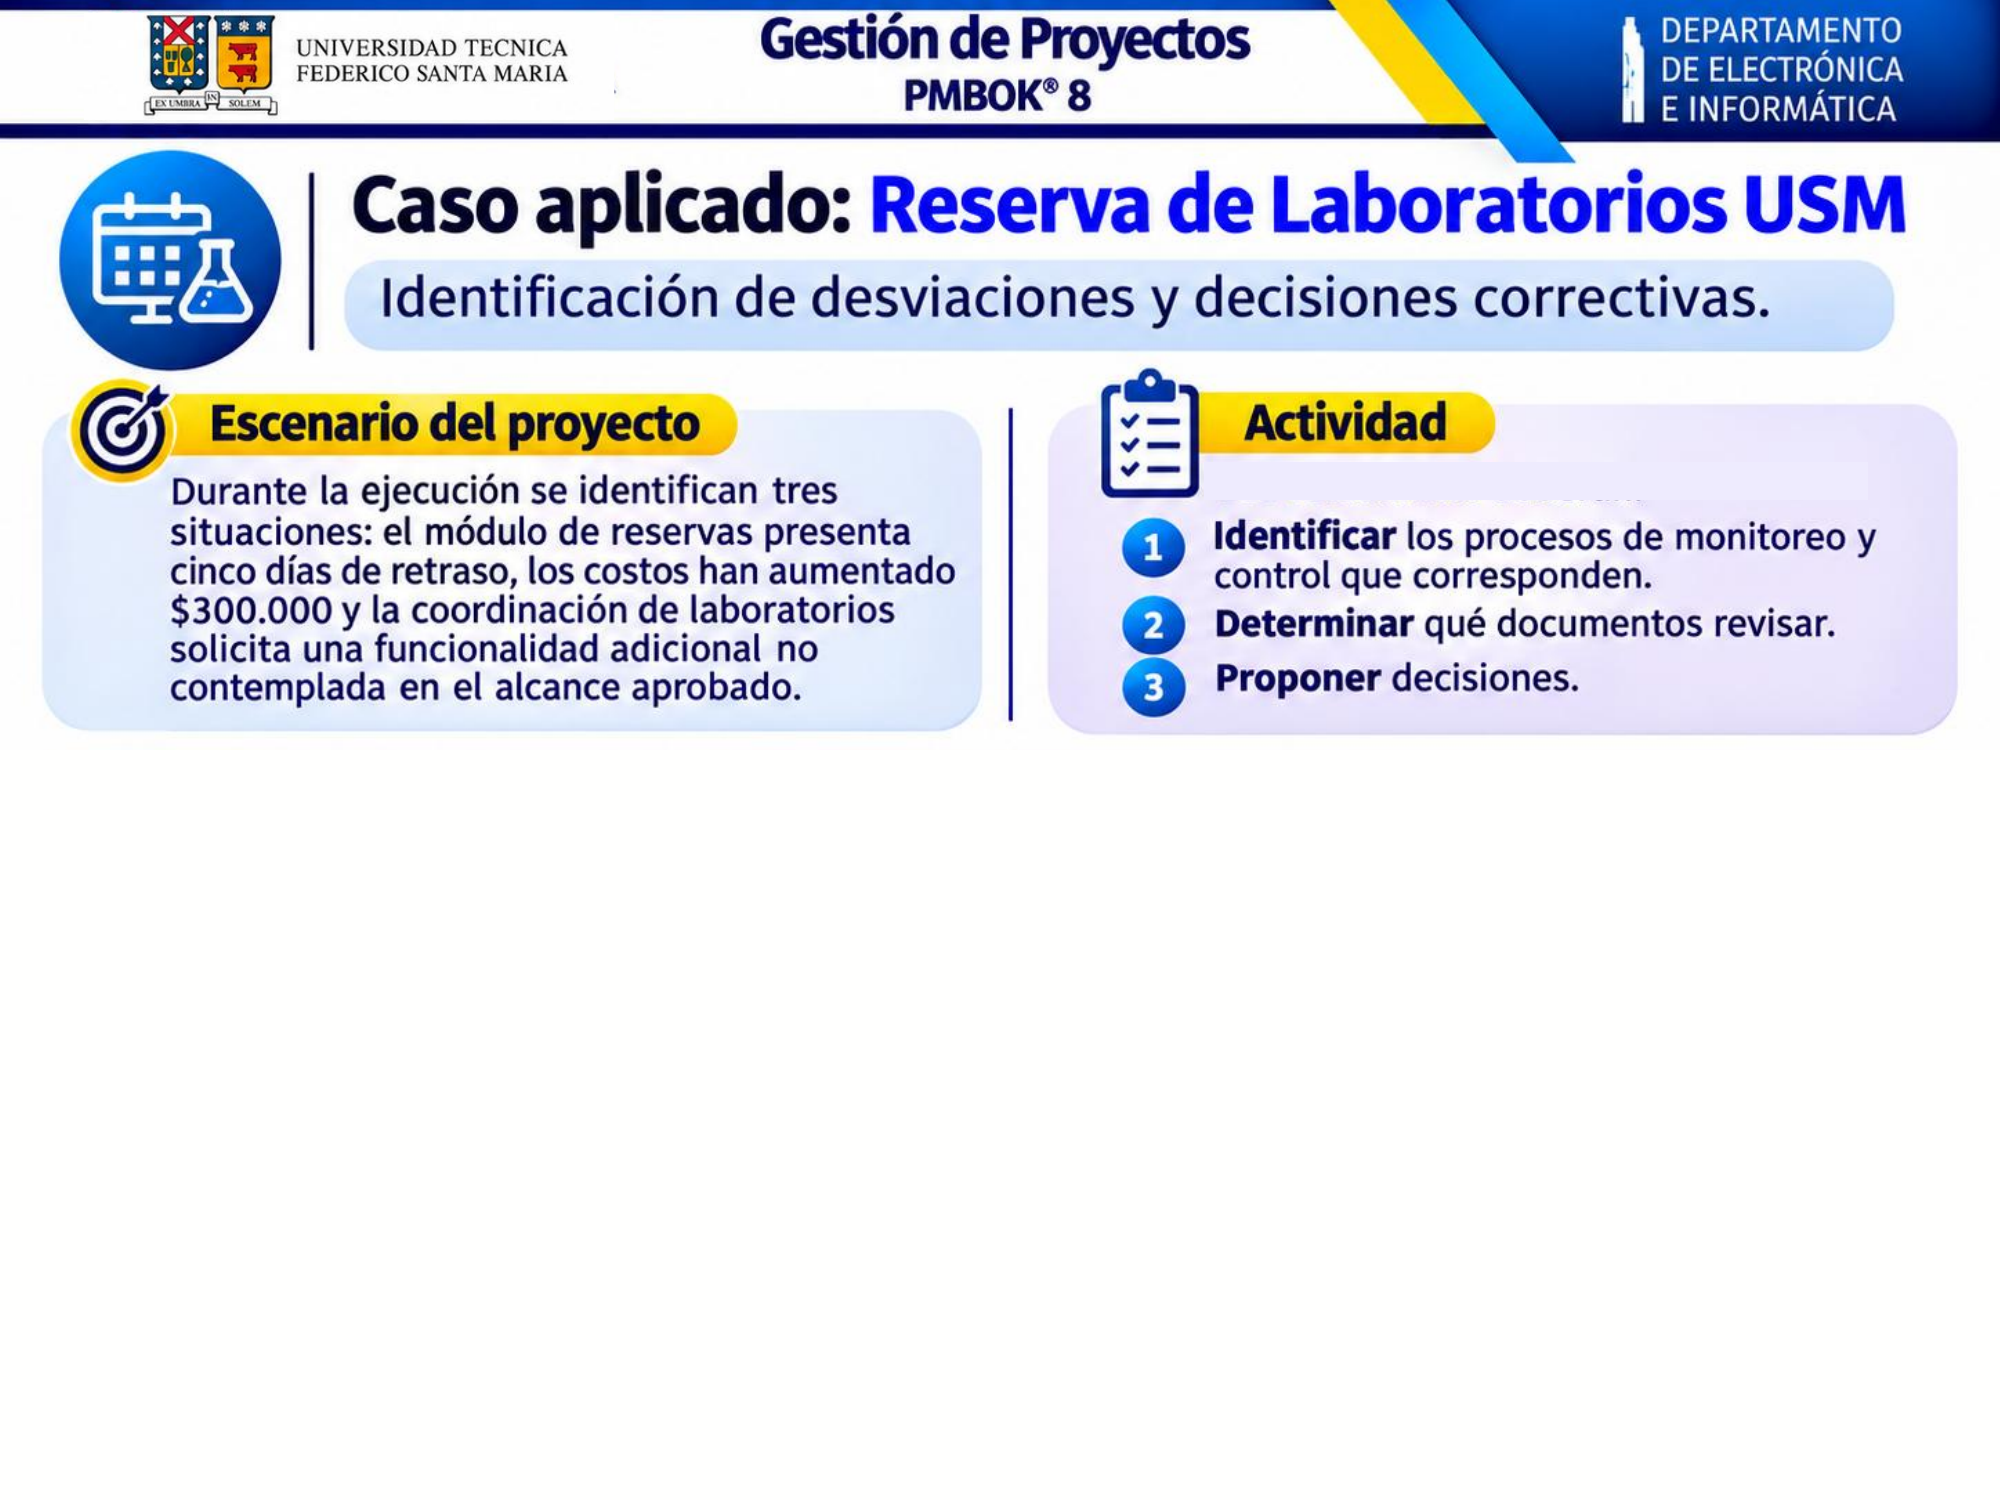 EX UMBRA IN SOLEM
UNIVERSIDAD TECNICA
FEDERICO SANTA MARIA
Gestión de Proyectos
PMBOK® 8
DEPARTAMENTO
DE ELECTRÓNICA
E INFORMÁTICA
Caso aplicado: Reserva de Laboratorios USM
Identificación de desviaciones y decisiones correctivas.
Escenario del proyecto
Durante la ejecución se identifican tres
situaciones: el módulo de reservas presenta
cinco días de retraso, los costos han aumentado
$300.000 y la coordinación de laboratorios
solicita una funcionalidad adicional no
contemplada en el alcance aprobado.
Actividad
1 Identificar los procesos de monitoreo y
control que corresponden.
2 Determinar qué documentos revisar.
3 Proponer decisiones.